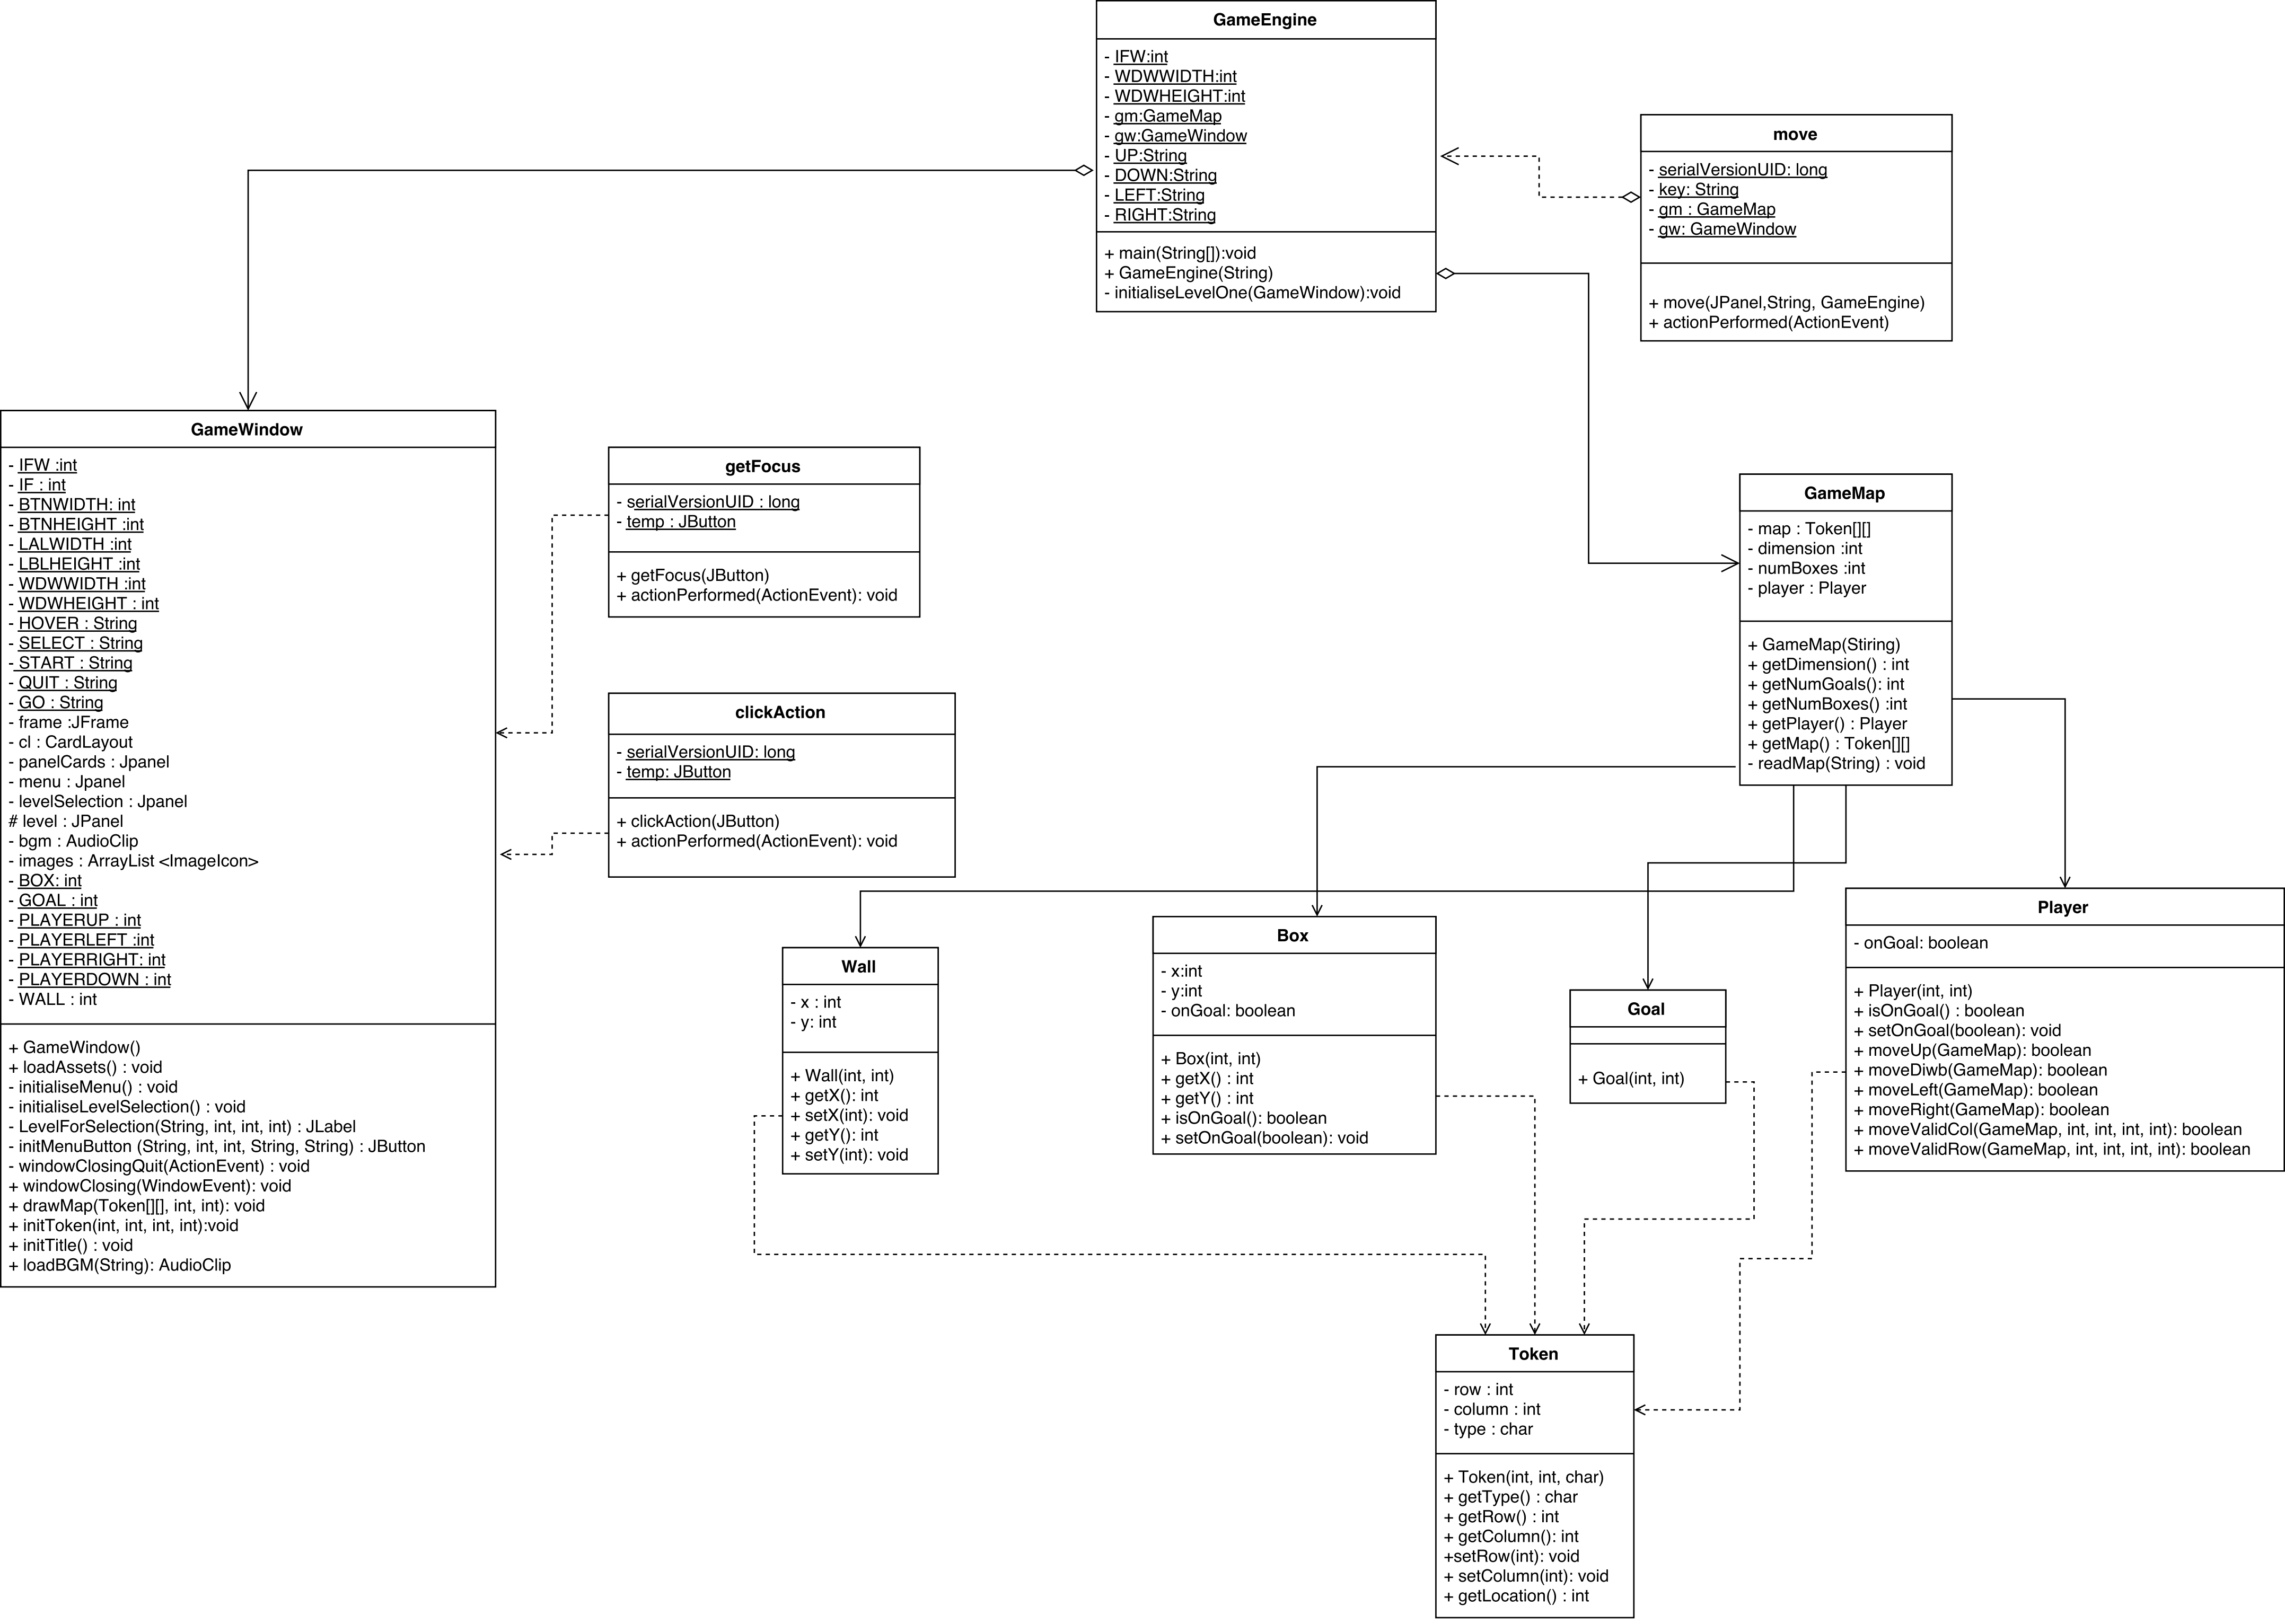 GameEngine
- IFW:int
- WDWWIDTH:int
- WDWHEIGHT:int
- gm:GameMap
- gw:GameWindow
- UP:String
- DOWN:String
- LEFT:String
- RIGHT:String
+ main(String[]):void
+ GameEngine(String)
- initialiseLevelOne(GameWindow):void
move
- serialVersionUID: long
- key: String
- gm : GameMap
- gw: GameWindow
+ move(JPanel,String, GameEngine)
+ actionPerformed(ActionEvent)
GameWindow
- IFW :int
- IF : int
- BTNWIDTH: int
- BTNHEIGHT :int
- LALWIDTH :int
- LBLHEIGHT : int
- WDWWIDTH :int
- WDWHEIGHT : int
- HOVER : String
- SELECT : String
- START : String
- QUIT : String
- GO : String
- frame :JFrame
- cl : CardLayout
- panelCards : Jpanel
- menu : Jpanel
- levelSelection : Jpanel
# level : JPanel
- bgm : AudioClip
- images : ArrayList <ImageIcon>
- BOX: int
- GOAL : int
- PLAYERUP : int
- PLAYERLEFT :int
- PLAYERRIGHT: int
- PLAYERDOWN : int
- WALL : int
+ GameWindow()
+ loadAssets() : void
- initialiseMenu() : void
- initialiseLevelSelection() : void
- LevelForSelection(String, int, int, int) : JLabel
- initMenuButton (String, int, int, String, String) : JButton
- windowClosingQuit(ActionEvent) : void
+ windowClosing(WindowEvent): void
+ drawMap(Token[][], int, int): void
+ initToken(int, int, int, int):void
+ initTitle() : void
+ loadBGM(String): AudioClip
getFocus
- serialVersionUID : long
- temp : JButton
+ getFocus(JButton)
+ actionPerformed(ActionEvent): void
clickAction
- serialVersionUID: long
- temp: JButton
+ clickAction(JButton)
+ actionPerformed(ActionEvent): void
GameMap
- map : Token[][]
- dimension :int
- numBoxes :int
- player : Player
+ GameMap(Stiring)
+ getDimension() : int
+ getNumGoals(): int
+ getNumBoxes() :int
+ getPlayer() : Player
+ getMap() : Token[][]
- readMap(String) : void
Wall
- x : int
- y: int
+ Wall(int, int)
+ getX(): int
+ setX(int): void
+ getY(): int
+ setY(int): void
Box
- x:int
- y:int
- onGoal: boolean
+ Box(int, int)
+ getX() : int
+ getY() : int
+ isOnGoal(): boolean
+ setOnGoal(boolean): void
Goal
+ Goal(int, int)
Player
- onGoal: boolean
+ Player(int, int)
+ isOnGoal() : boolean
+ setOnGoal(boolean): void
+ moveUp(GameMap): boolean
+ moveDiwb(GameMap): boolean
+ moveLeft(GameMap): boolean
+ moveRight(GameMap): boolean
+ moveValidCol(GameMap, int, int, int, int): boolean
+ moveValidRow(GameMap, int, int, int, int): boolean
Token
- row : int
- column : int
- type : char
+ Token(int, int, char)
+ getType() : char
+ getRow() : int
+ getColumn(): int
+setRow(int): void
+ setColumn(int): void
+ getLocation() : int